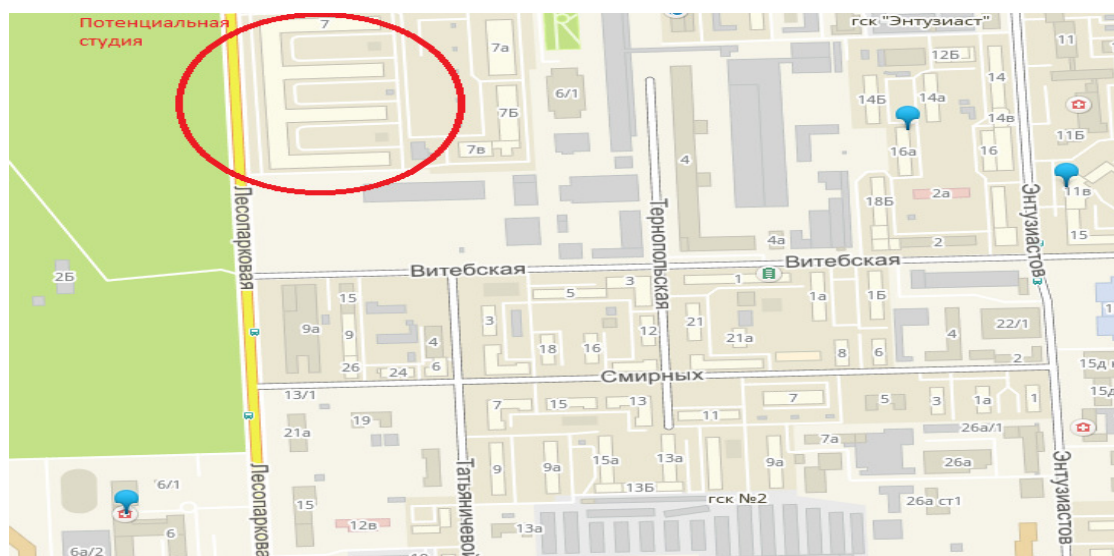 Потенциальная
студия
7
7а
7Б
7в
6/1
гск "Энтузиаст"
12Б
11
14
14Б
14а
14в
11Б
16а
16
4
11в
18Б
2а
15
2
4а
Лесопарковая
Тернопольская
Энтузиастов
2Б
Витебская
Витебская
15
9а
9
26
24
4
6
3
5
3
18
16
12
1
21
21а
1а
1Б
8
6
4
22/1
2
1
15д
15д
Смирных
13/1
21а
19
7
15
13
11
7
5
3
1а
1
26а/1
7а
26а
9
9а
15а
13а
9а
13Б
гск №2
26а ст1
6/1
6
6а/2
15
12в
13а
Лесопарковая
Татьяничевой
Энтузиастов